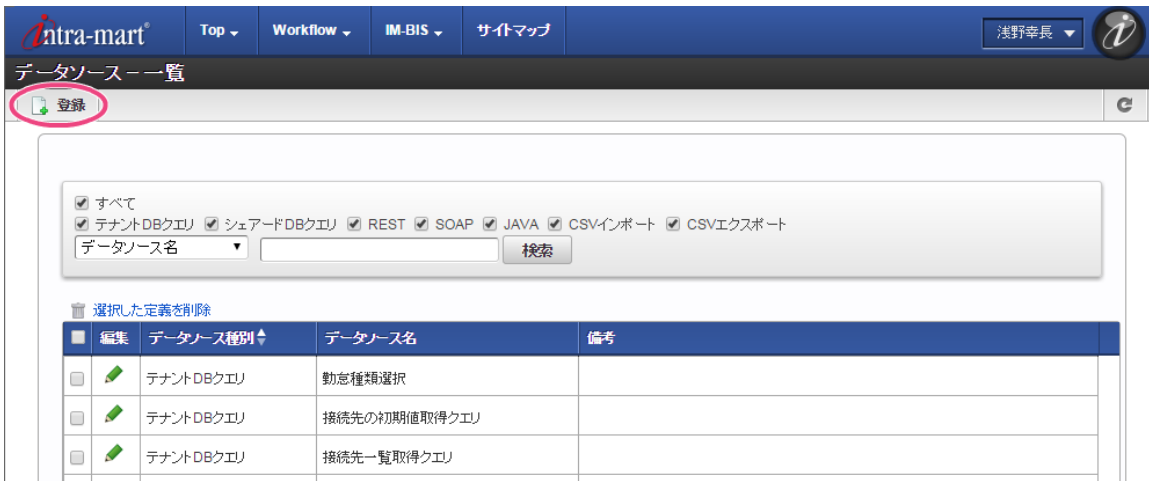 intra-mart® Top Workflow IM-BIS サイトマップ 浅野幸長
データソース - 一覧
登録
すべて
テナントDBクエリ シェアードDBクエリ REST SOAP JAVA CSVインポート CSVエクスポート
データソース名 検索
選択した定義を削除
編集 データソース種別 データソース名 備考
テナントDBクエリ 勤怠種類選択
テナントDBクエリ 接続先の初期値取得クエリ
テナントDBクエリ 接続先一覧取得クエリ